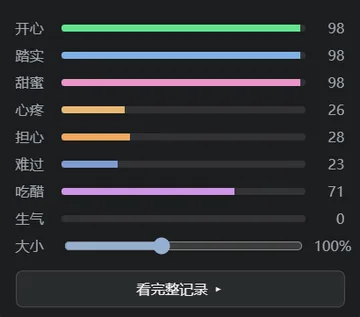 开心 98
踏实 98
甜蜜 98
心疼 26
担心 28
难过 23
吃醋 71
生气 0
大小 100%
看完整记录 ▸